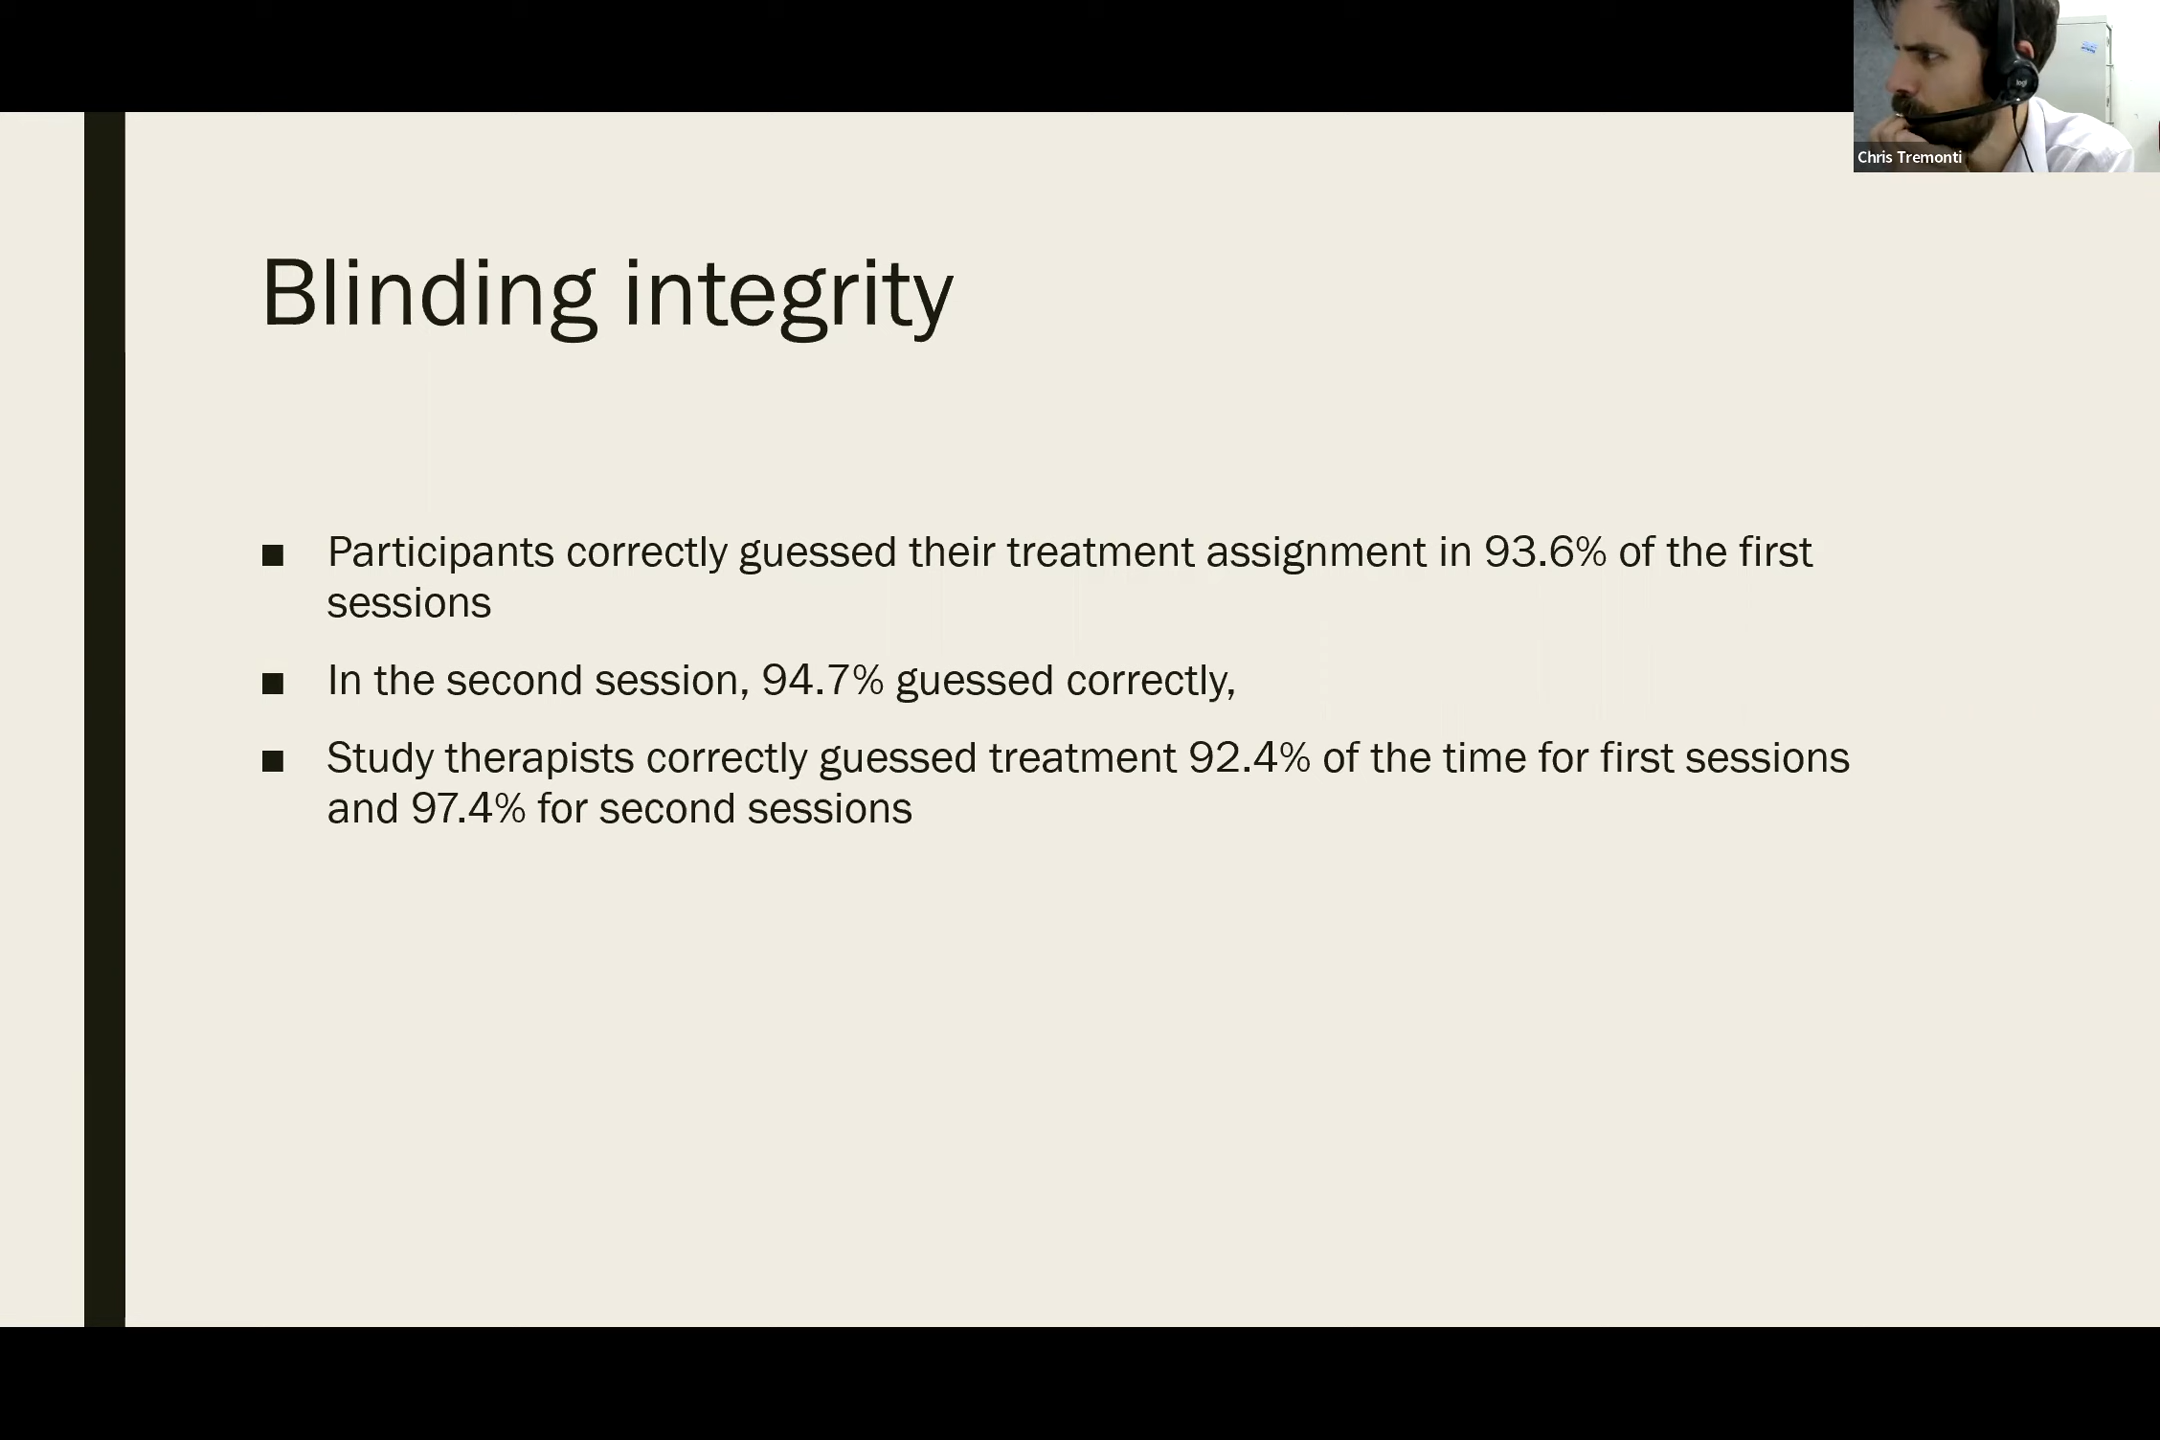 Chris Tremonti
Blinding integrity
■ Participants correctly guessed their treatment assignment in 93.6% of the first
sessions
■ In the second session, 94.7% guessed correctly,
■ Study therapists correctly guessed treatment 92.4% of the time for first sessions
and 97.4% for second sessions